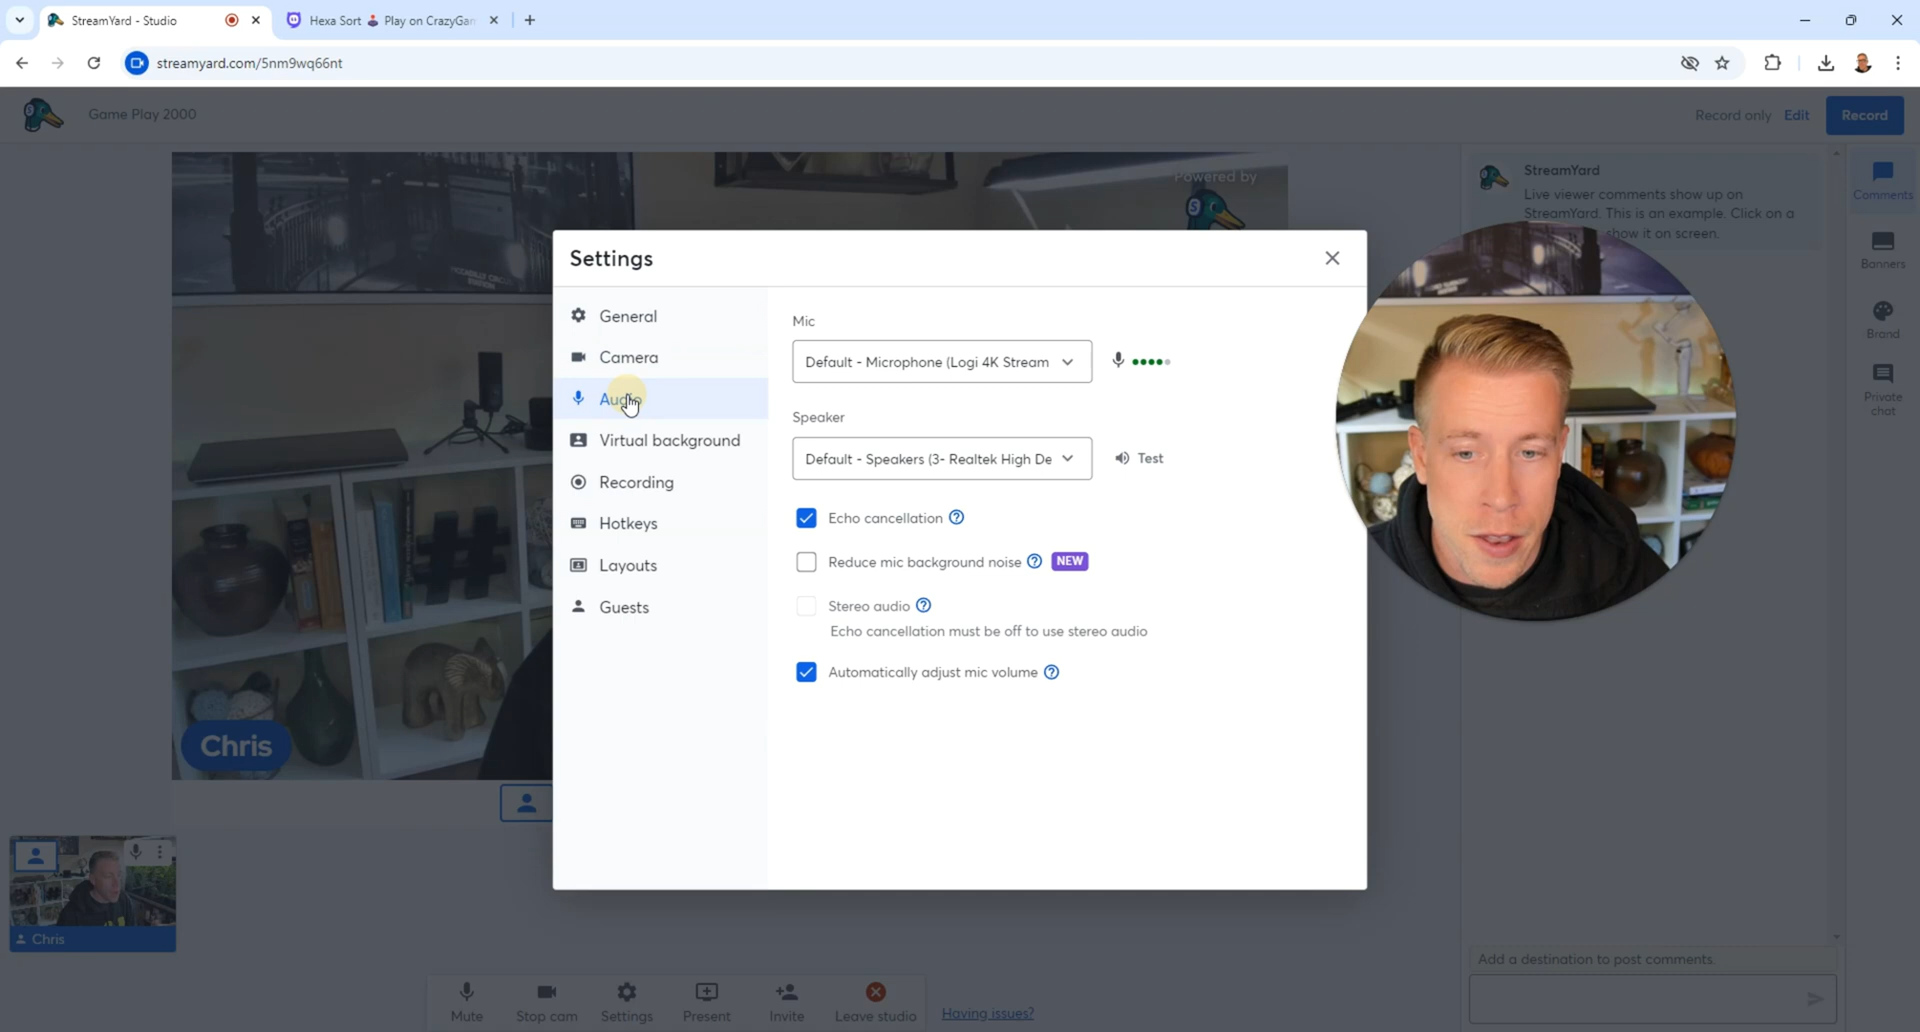 StreamYard - Studio
Hexa Sort Play on CrazyGam
streamyard.com/5nm9wq66nt
Game Play 2000
Record only
Edit
Record
Powered by
StreamYard
Live viewer comments show up on
StreamYard. This is an example. Click on a
show it on screen.
Comments
Banners
Brand
Private
chat
Settings
General
Camera
Audio
Virtual background
Recording
Hotkeys
Layouts
Guests
Mic
Default - Microphone (Logi 4K Stream
Speaker
Default - Speakers (3- Realtek High De
Test
Echo cancellation
Reduce mic background noise
NEW
Stereo audio
Echo cancellation must be off to use stereo audio
Automatically adjust mic volume
Chris
Chris
Add a destination to post comments.
Mute
Stop cam
Settings
Present
Invite
Leave studio
Having issues?